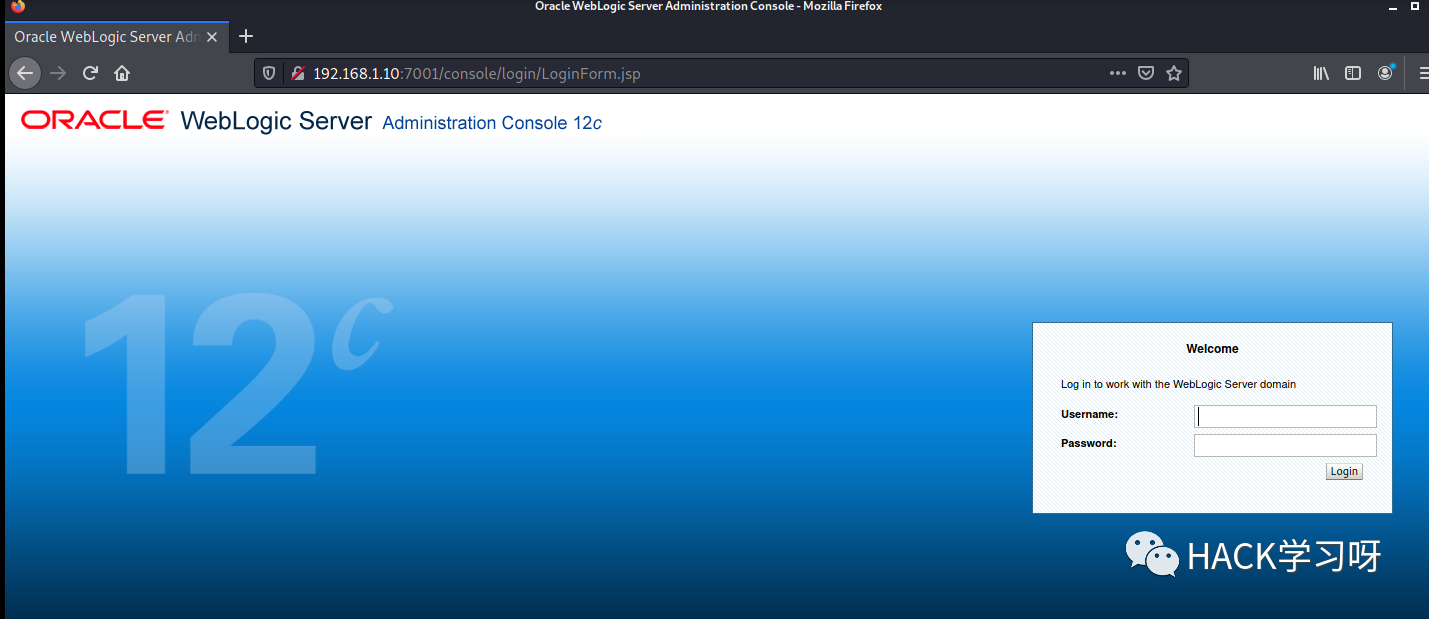 Oracle WebLogic Server Administration Console - Mozilla Firefox
Oracle WebLogic Server Adn
192.168.1.10:7001/console/login/LoginForm.jsp
ORACLE WebLogic Server Administration Console 12c
12c
Welcome
Log in to work with the WebLogic Server domain
Username:
Password:
Login
HACK学习呀